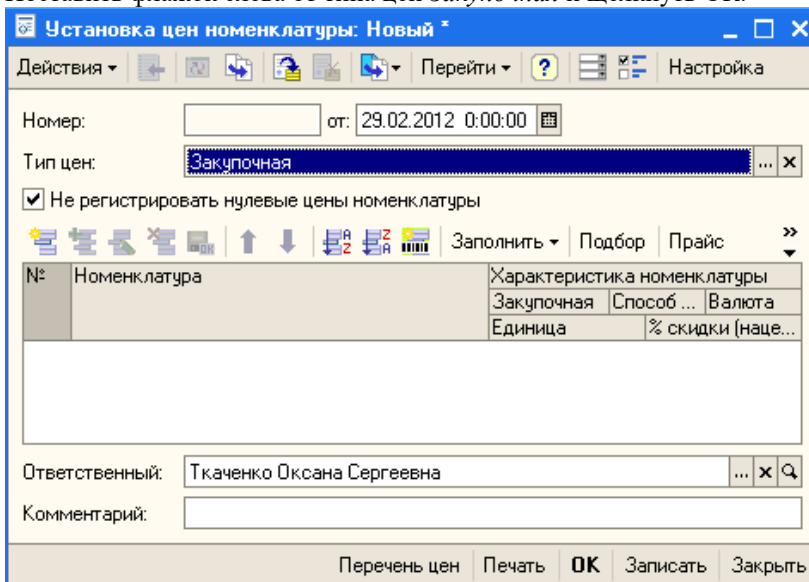 Установка цен номенклатуры: Новый *
Действия Перейти ? Настройка
Номер: от: 29.02.2012 0:00:00
Тип цен: Закупочная ... x
Не регистрировать нулевые цены номенклатуры
Заполнить Подбор Прайс »
№ Номенклатура Характеристика номенклатуры
Закупочная Способ ... Валюта
Единица % скидки (наце...
Ответственный: Ткаченко Оксана Сергеевна ... x
Комментарий:
Перечень цен Печать OK Записать Закрыть